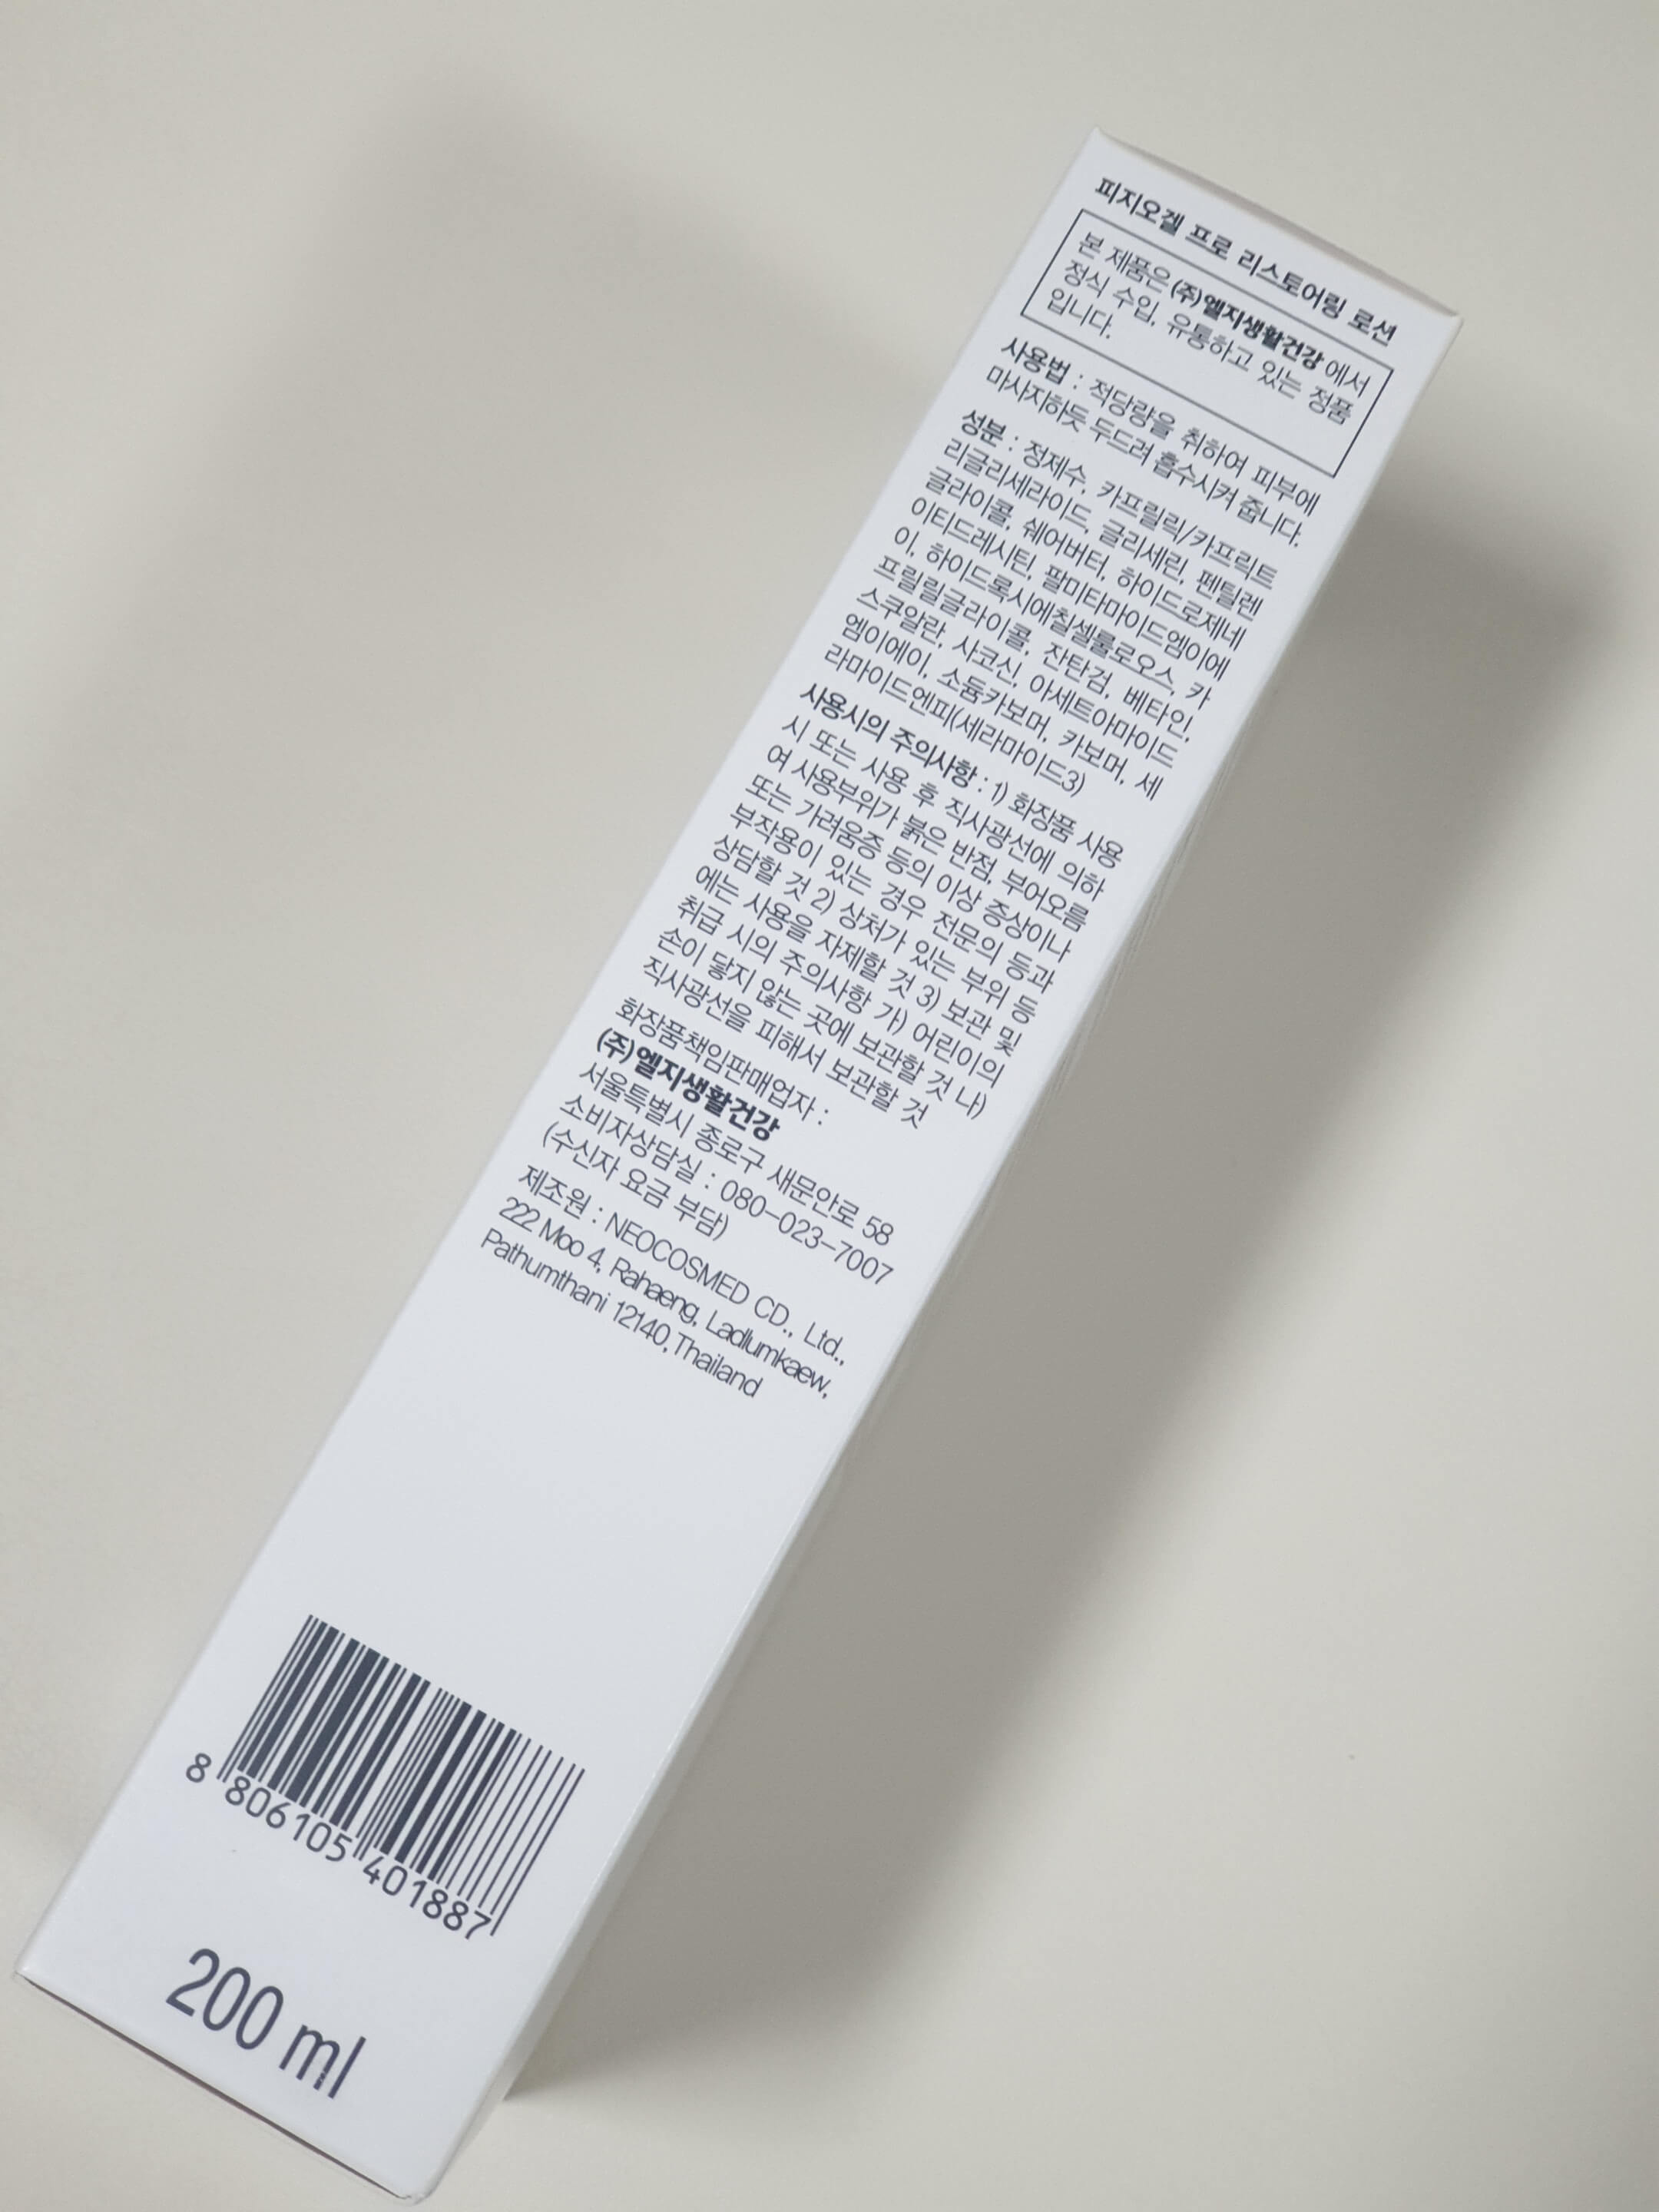 피지오겔 프로 리스토어링 로션
본 제품은 (주)엘지생활건강 에서
정식 수입, 유통하고 있는 정품
입니다.
사용법 : 적당량을 취하여 피부에
마사지하듯 두드려 흡수시켜 줍니다.
성분 : 정제수, 카프릴릭/카프릭트
리글리세라이드, 글리세린, 펜틸렌
글라이콜, 쉐어버터, 하이드로제네
이티드레시틴, 팔미타마이드엠이에
이, 하이드록시에칠셀룰로오스, 카
프릴릴글라이콜, 잔탄검, 베타인,
스쿠알란, 사코신, 아세트아마이드
엠이에이, 소듐카보머, 카보머, 세
라마이드엔피(세라마이드3)
사용시의 주의사항 : 1) 화장품 사용
시 또는 사용 후 직사광선에 의하
여 사용부위가 붉은 반점, 부어오름
또는 가려움증 등의 이상 증상이나
부작용이 있는 경우 전문의 등과
상담할 것 2) 상처가 있는 부위 등
에는 사용을 자제할 것 3) 보관 및
취급 시의 주의사항 가) 어린이의
손이 닿지 않는 곳에 보관할 것 나)
직사광선을 피해서 보관할 것
화장품책임판매업자 :
(주)엘지생활건강
서울특별시 종로구 새문안로 58
소비자상담실 : 080-023-7007
(수신자 요금 부담)
제조원 : NEOCOSMED CD., Ltd.,
222 Moo 4, Rahaeng, Ladlumkaew,
Pathumthani 12140, Thailand
8 806105 401887
200 ml